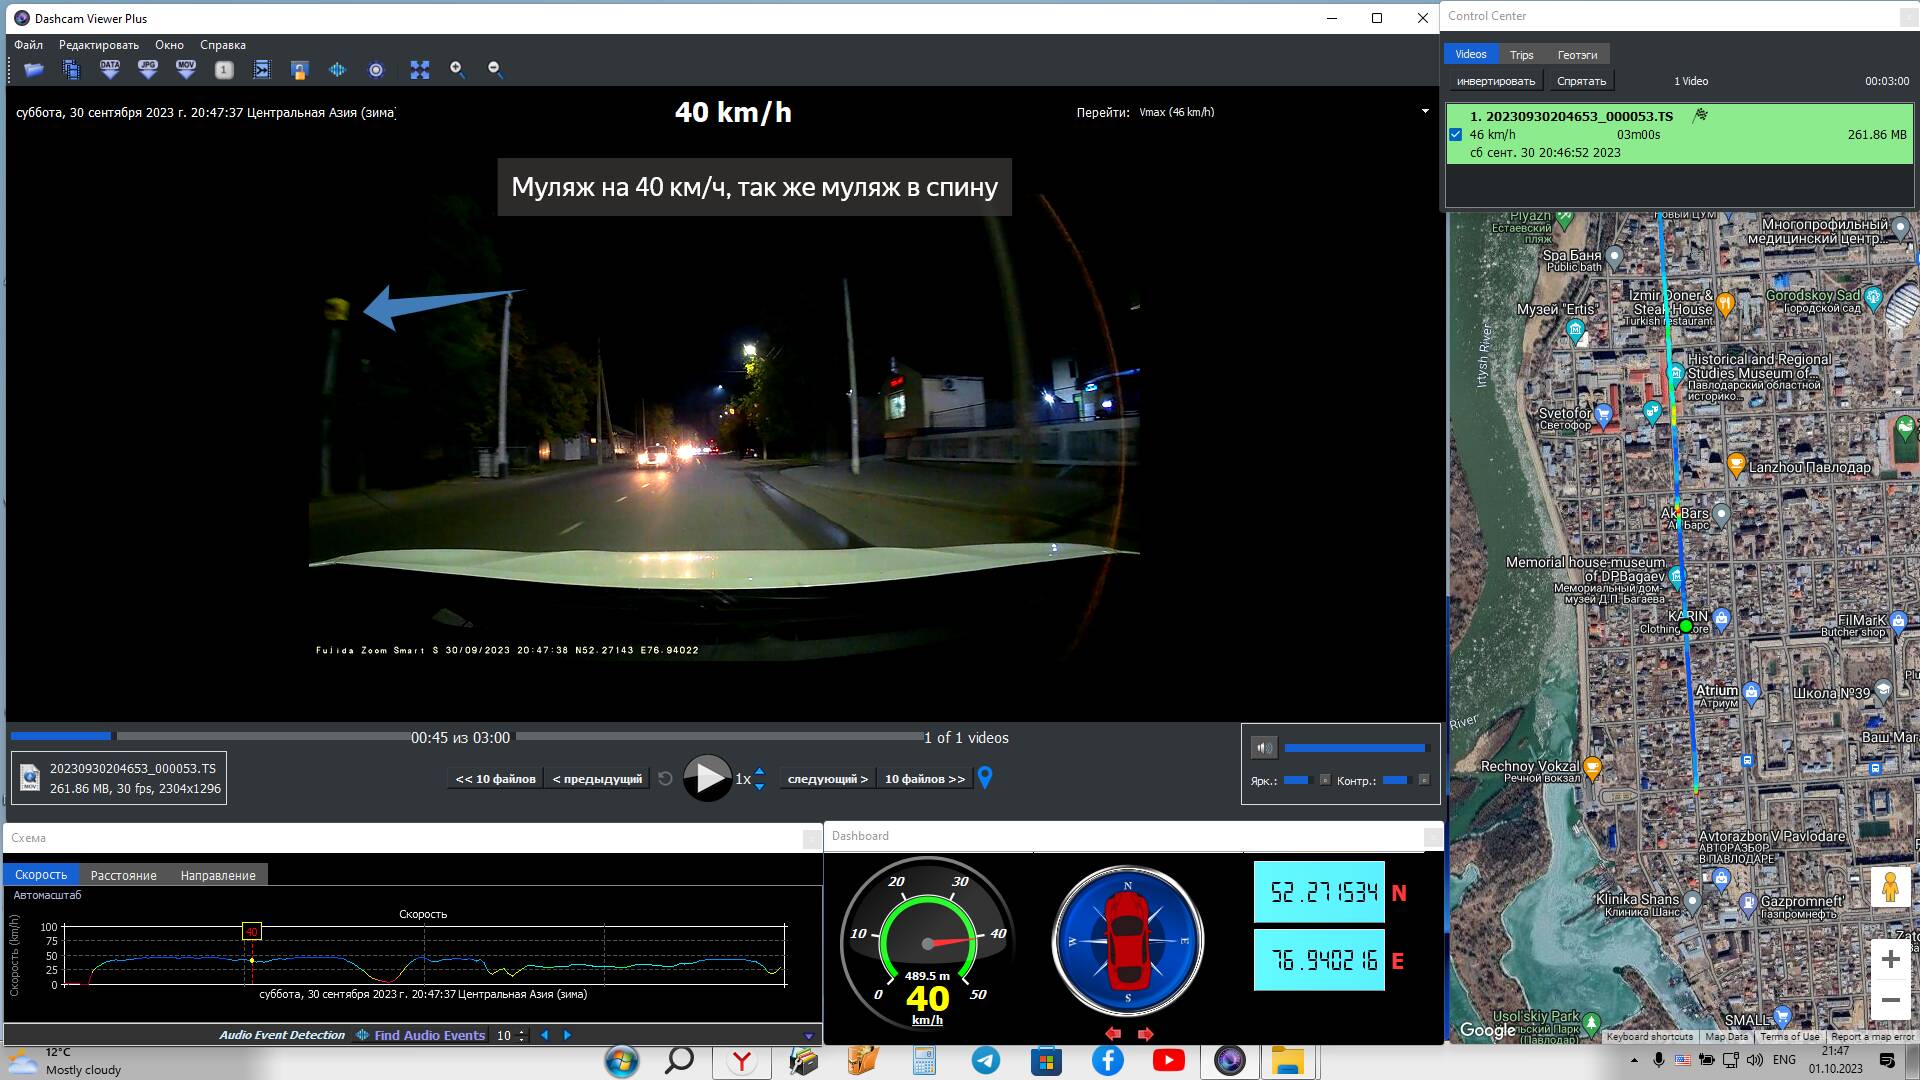 Dashcam Viewer Plus
Файл Редактировать Окно Справка
DATA JPG MOV 1
суббота, 30 сентября 2023 г. 20:47:37 Центральная Азия (зима)
40 km/h
Перейти: Vmax (46 km/h)
Муляж на 40 км/ч, так же муляж в спину
Fujida Zoom Smart S 30/09/2023 20:47:38 N52.27143 E76.94022
00:45 из 03:00
1 of 1 videos
20230930204653_000053.TS
261.86 MB, 30 fps, 2304x1296
<< 10 файлов < предыдущий 1x следующий > 10 файлов >>
Ярк.: Контр.:
Схема
Скорость Расстояние Направление
Автомасштаб
Скорость
Скорость (km/h)
100
75
50
25
0
40
суббота, 30 сентября 2023 г. 20:47:37 Центральная Азия (зима)
Audio Event Detection Find Audio Events 10
Dashboard
0 10 20 30 40 50
489.5 m
40
km/h
N
W E
S
52.271534 N
76.940216 E
Control Center
Videos Trips Геотэги
инвертировать Спрятать 1 Video 00:03:00
1. 20230930204653_000053.TS
46 km/h 03m00s 261.86 MB
сб сент. 30 20:46:52 2023
Plyazh
Естаевский
пляж
Новый ЦУМ
Многопрофильный
медицинский центр...
Spa Баня
Public bath
Музей "Ertis"
Izmir Doner &
Steak House
Turkish restaurant
Gorodskoy Sad
Городской сад
Irtysh River
Historical and Regional
Studies Museum of...
Павлодарский областной
историко...
Svetofor
Светофор
Lanzhou Павлодар
Ak Bars
Ак Барс
Memorial house-museum
of DPBagaev
Мемориальный дом-
музей Д.П. Багаева
KARIN
Clothing store
FilMarK
Butcher shop
Atrium
Атриум
Школа №39
River
Ваш Маг
Rechnoy Vokzal
Речной вокзал
Avtorazbor V Pavlodare
АВТОРАЗБОР
В ПАВЛОДАРЕ
Klinika Shans
Клиника Шанс
Gazpromneft'
Газпромнефть
SMALL
Usol'skiy Park
(Павлодар)
Google
Keyboard shortcuts Map Data Terms of Use Report a map error
12°C
Mostly cloudy
ENG
21:47
01.10.2023